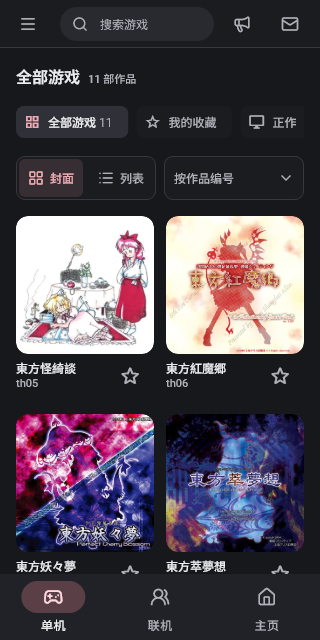 搜索游戏
全部游戏 11 部作品
全部游戏 11 我的收藏 正作
封面 列表 按作品编号
東方紅魔郷
東方怪綺談 東方紅魔郷
th05 th06
東方妖々夢
Perfect Cherry Blossom
東方萃夢想
東方妖々夢 東方萃夢想
单机 联机 主页